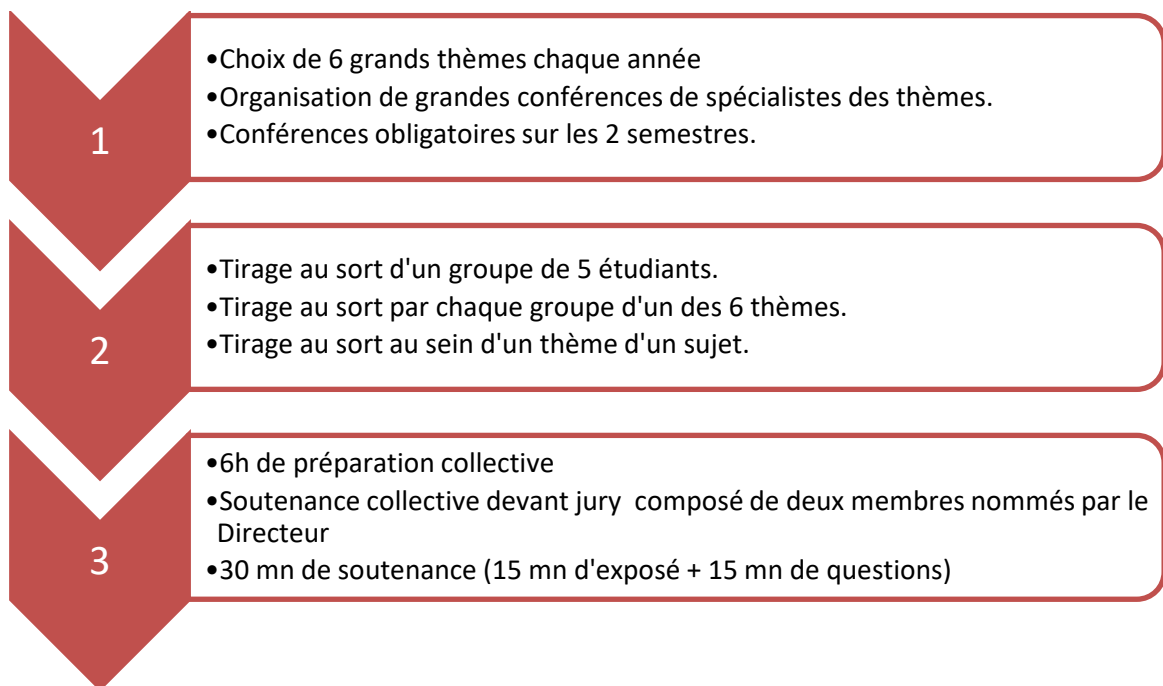 1
•Choix de 6 grands thèmes chaque année
•Organisation de grandes conférences de spécialistes des thèmes.
•Conférences obligatoires sur les 2 semestres.
2
•Tirage au sort d'un groupe de 5 étudiants.
•Tirage au sort par chaque groupe d'un des 6 thèmes.
•Tirage au sort au sein d'un thème d'un sujet.
3
•6h de préparation collective
•Soutenance collective devant jury composé de deux membres nommés par le
Directeur
•30 mn de soutenance (15 mn d'exposé + 15 mn de questions)